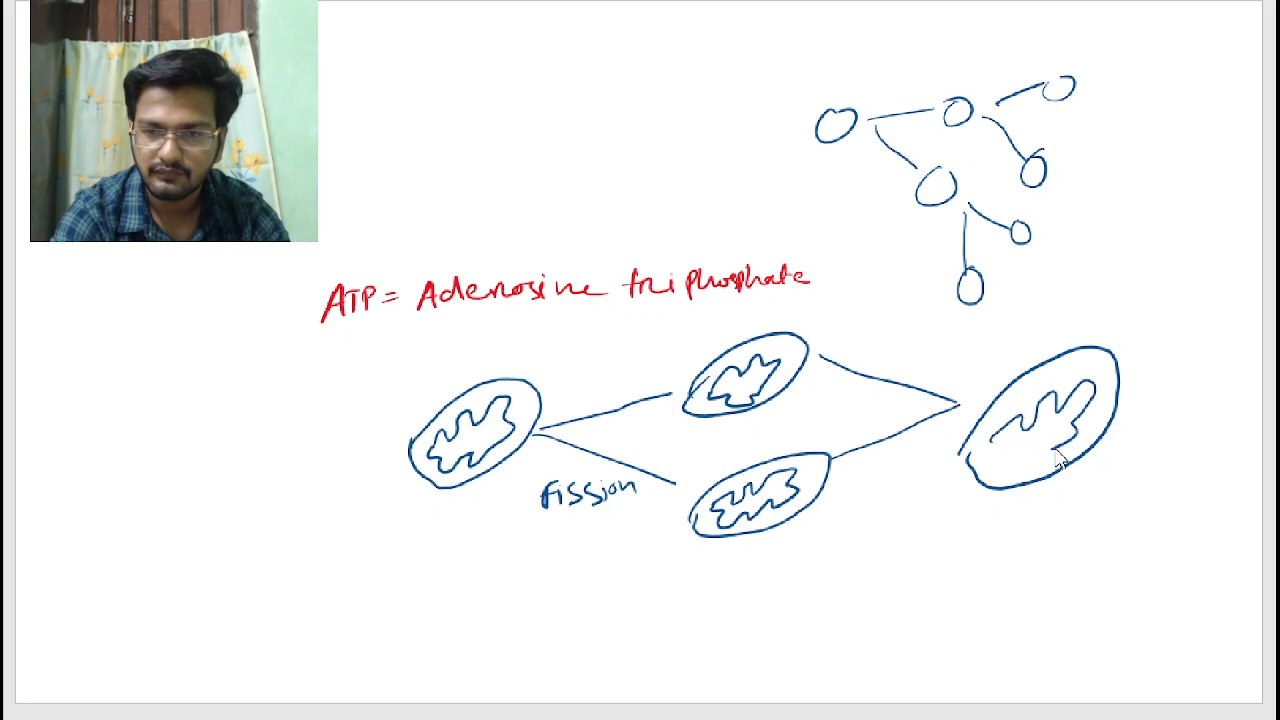 ATP = Adenosine triphosphate
Fission